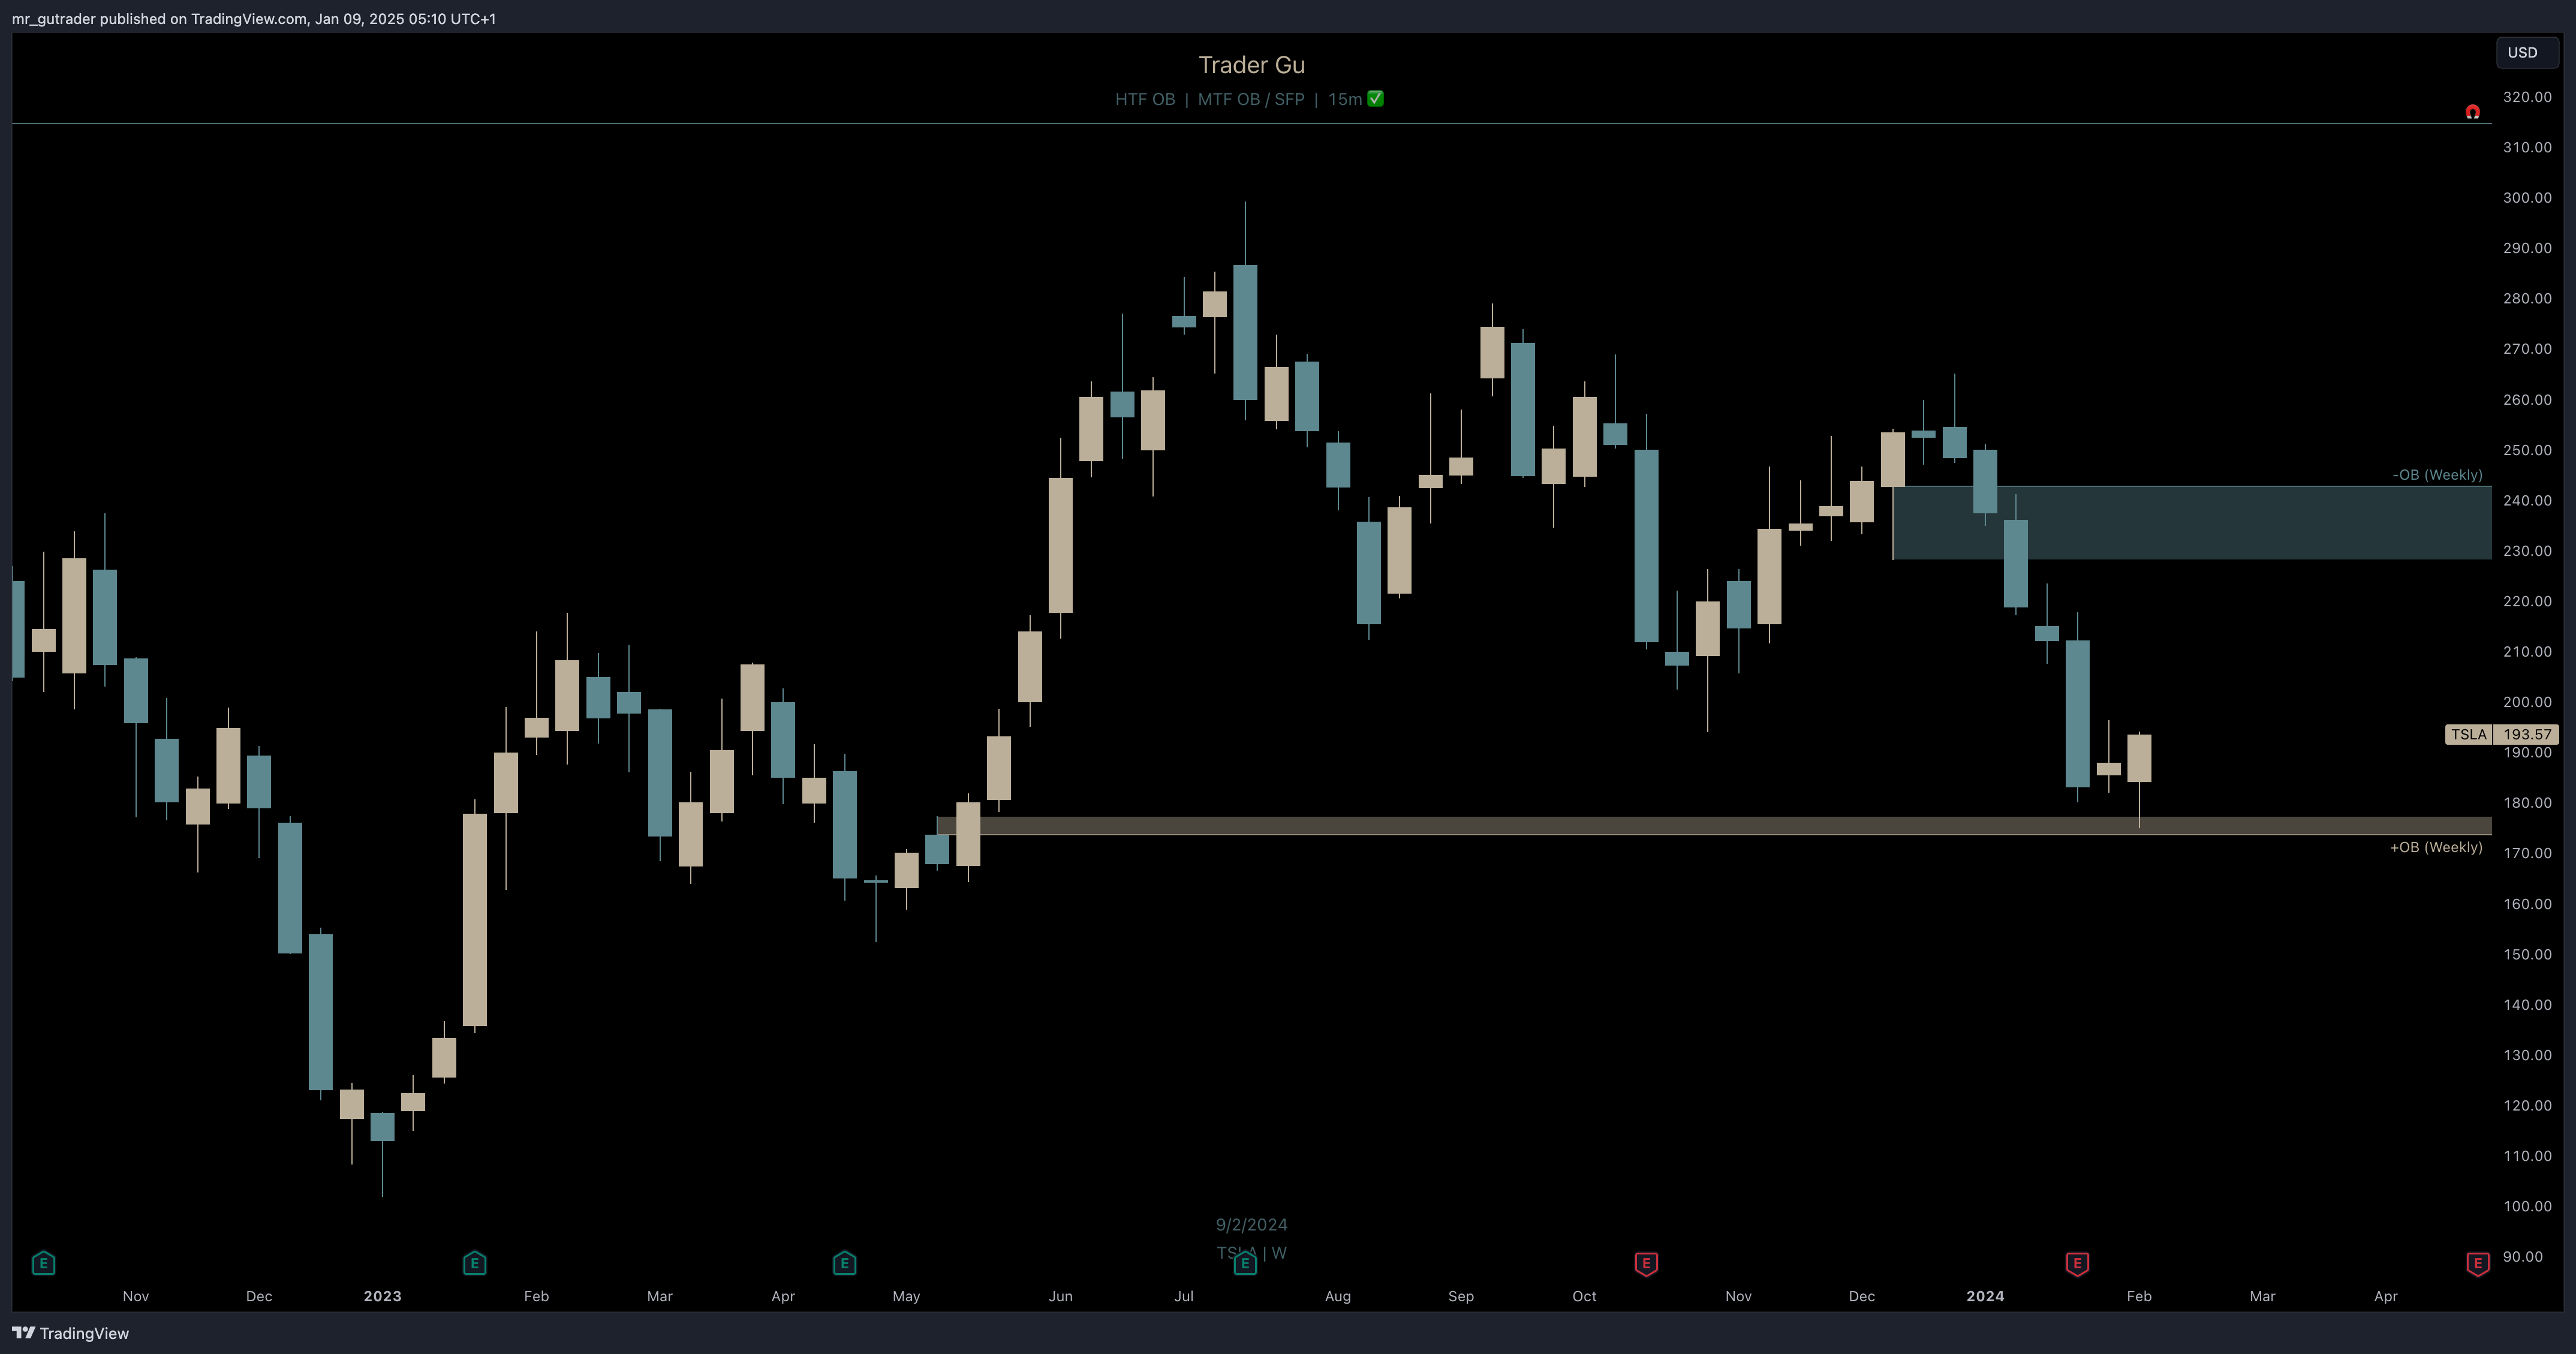 mr_gutrader published on TradingView.com, Jan 09, 2025 05:10 UTC+1
Trader Gu
HTF OB | MTF OB / SFP | 15m ✅
USD
320.00
310.00
300.00
290.00
280.00
270.00
260.00
250.00
-OB (Weekly)
240.00
230.00
220.00
210.00
200.00
TSLA 193.57
190.00
180.00
+OB (Weekly)
170.00
160.00
150.00
140.00
130.00
120.00
110.00
100.00
9/2/2024
TSLA | W
90.00
E E E E E E E
Nov Dec 2023 Feb Mar Apr May Jun Jul Aug Sep Oct Nov Dec 2024 Feb Mar Apr
TradingView